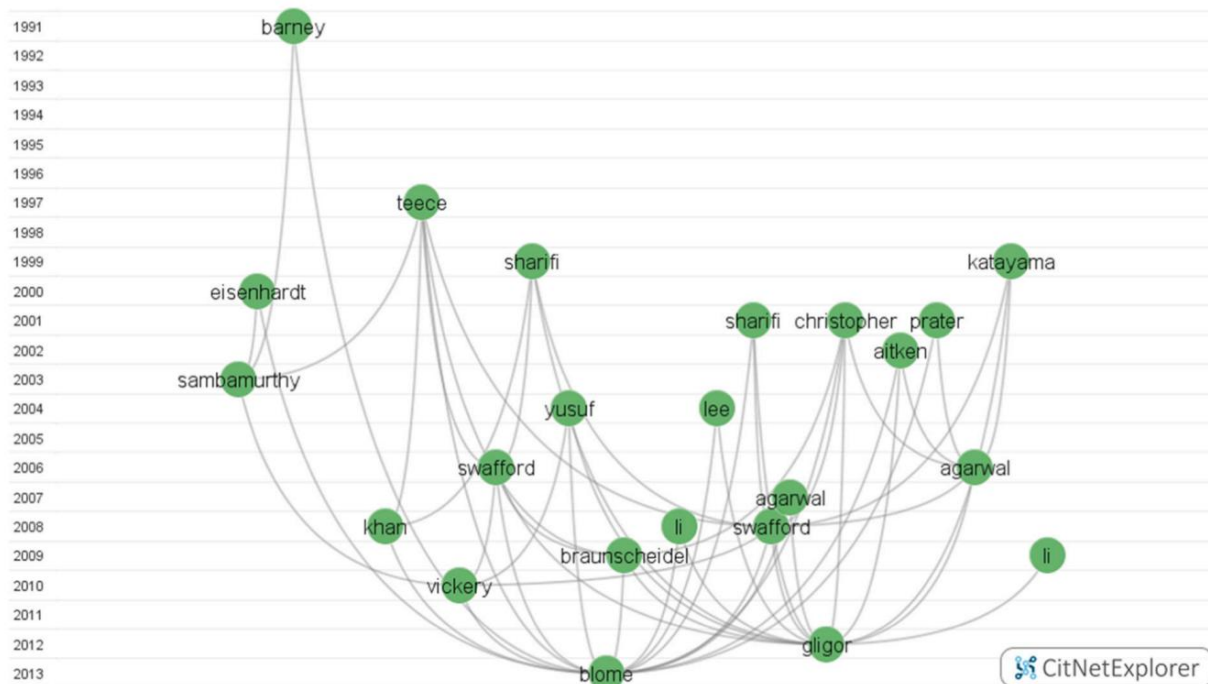 1991 barney
1992
1993
1994
1995
1996
1997 teece
1998
1999 sharifi katayama
2000 eisenhardt
2001 sharifi christopher prater
2002 aitken
2003 sambamurthy
2004 yusuf lee
2005
2006 swafford agarwal
2007 agarwal
2008 khan li swafford
2009 braunscheidel li
2010 vickery
2011
2012 gligor
2013 blome
CitNetExplorer